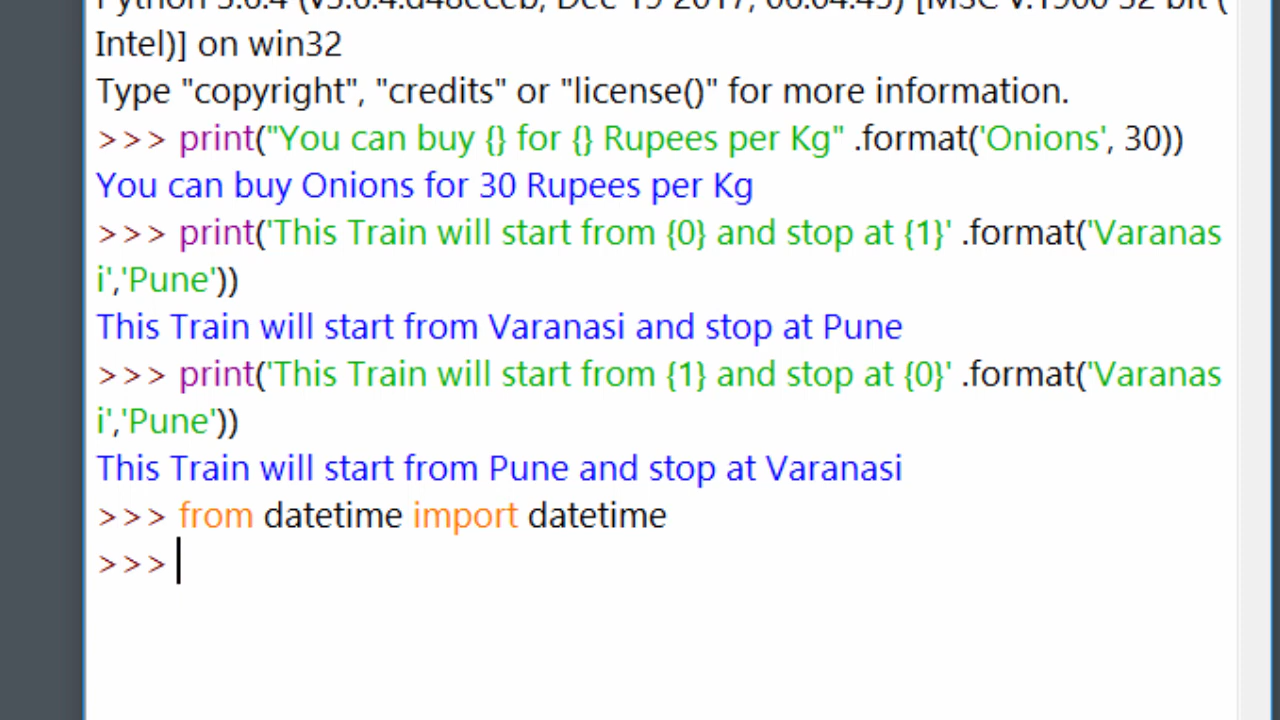 Intel)] on win32
Type "copyright", "credits" or "license()" for more information.
>>> print("You can buy {} for {} Rupees per Kg" .format('Onions', 30))
You can buy Onions for 30 Rupees per Kg
>>> print('This Train will start from {0} and stop at {1}' .format('Varanas
i','Pune'))
This Train will start from Varanasi and stop at Pune
>>> print('This Train will start from {1} and stop at {0}' .format('Varanas
i','Pune'))
This Train will start from Pune and stop at Varanasi
>>> from datetime import datetime
>>>